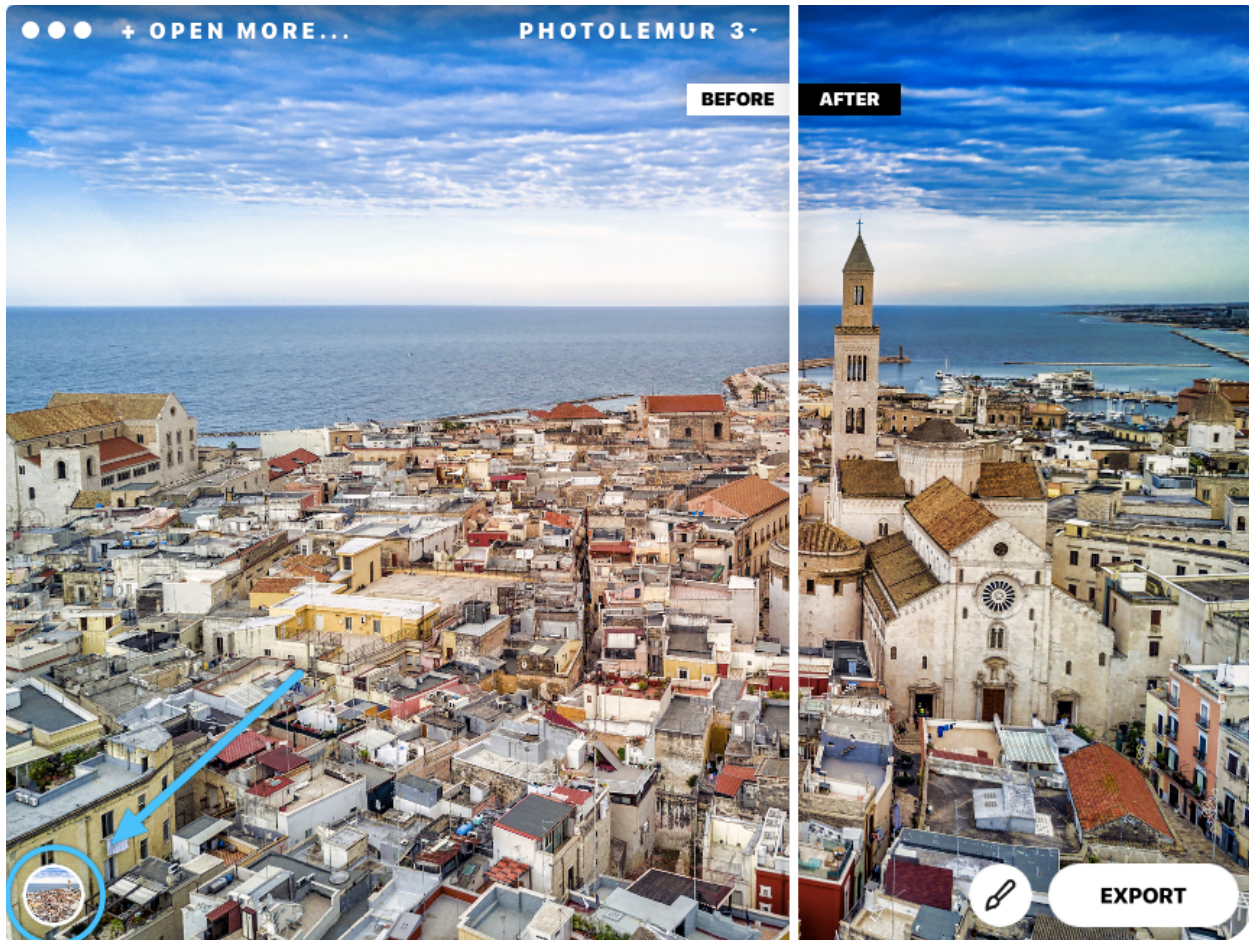 + OPEN MORE...
PHOTOLEMUR 3
BEFORE
AFTER
EXPORT